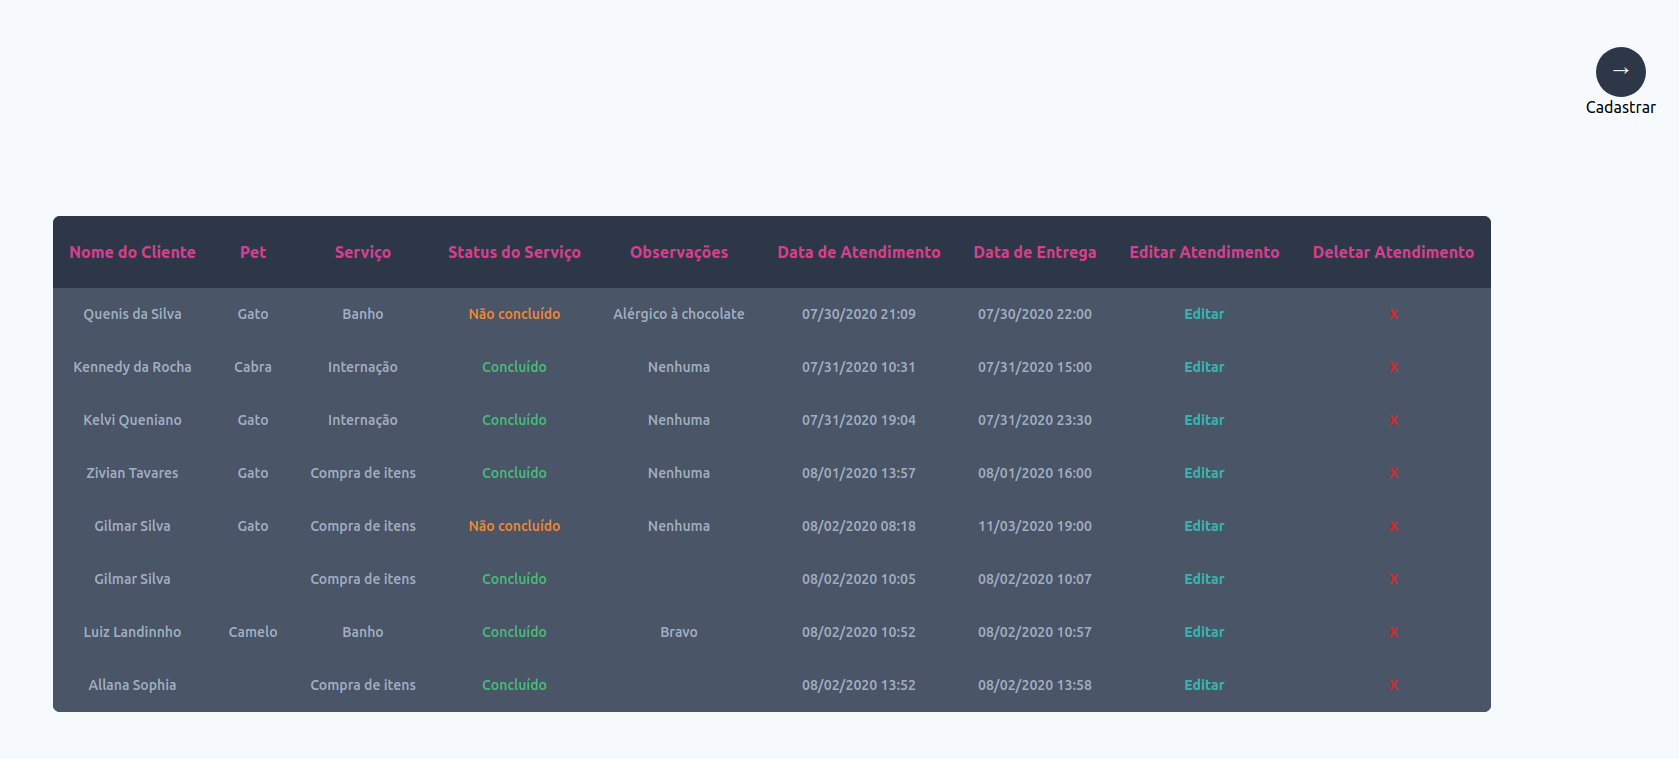 →
Cadastrar
Nome do Cliente Pet Serviço Status do Serviço Observações Data de Atendimento Data de Entrega Editar Atendimento Deletar Atendimento
Quenis da Silva Gato Banho Não concluído Alérgico à chocolate 07/30/2020 21:09 07/30/2020 22:00 Editar X
Kennedy da Rocha Cabra Internação Concluído Nenhuma 07/31/2020 10:31 07/31/2020 15:00 Editar X
Kelvi Queniano Gato Internação Concluído Nenhuma 07/31/2020 19:04 07/31/2020 23:30 Editar X
Zivian Tavares Gato Compra de itens Concluído Nenhuma 08/01/2020 13:57 08/01/2020 16:00 Editar X
Gilmar Silva Gato Compra de itens Não concluído Nenhuma 08/02/2020 08:18 11/03/2020 19:00 Editar X
Gilmar Silva Compra de itens Concluído 08/02/2020 10:05 08/02/2020 10:07 Editar X
Luiz Landinnho Camelo Banho Concluído Bravo 08/02/2020 10:52 08/02/2020 10:57 Editar X
Allana Sophia Compra de itens Concluído 08/02/2020 13:52 08/02/2020 13:58 Editar X